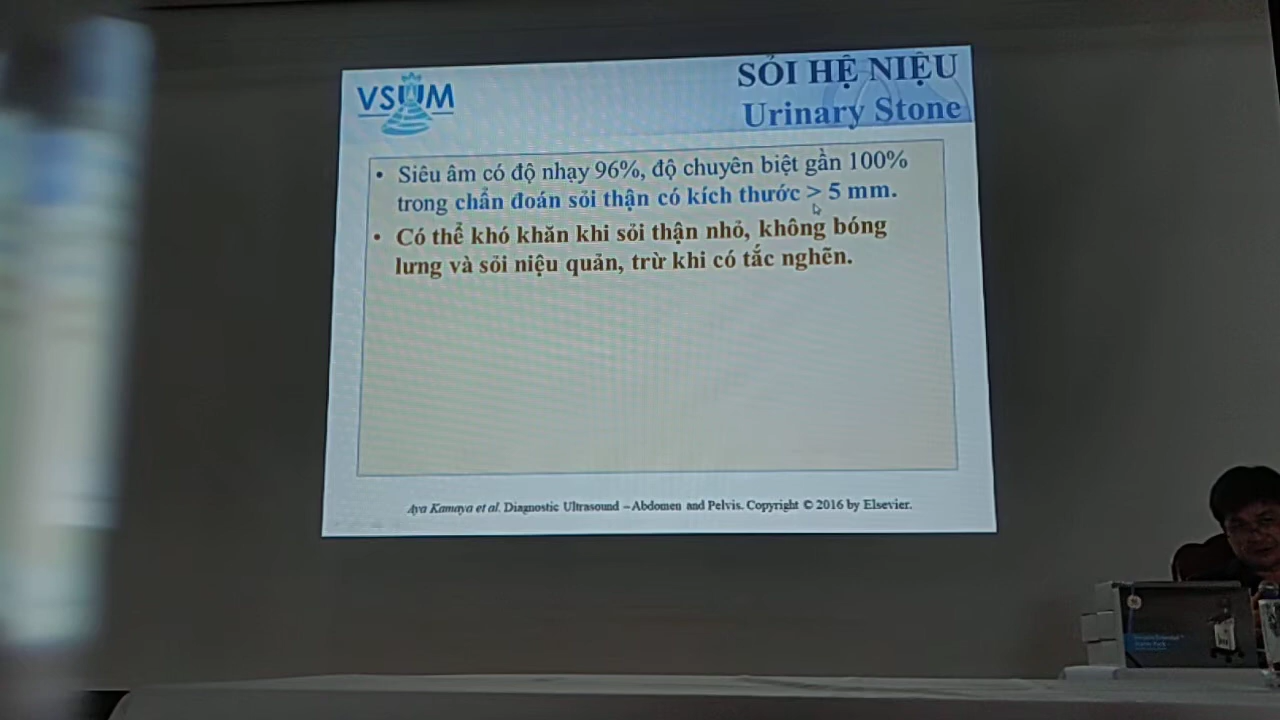 VSUM
SỎI HỆ NIỆU
Urinary Stone
• Siêu âm có độ nhạy 96%, độ chuyên biệt gần 100%
trong chẩn đoán sỏi thận có kích thước > 5 mm.
• Có thể khó khăn khi sỏi thận nhỏ, không bóng
lưng và sỏi niệu quản, trừ khi có tắc nghẽn.
Aya Kamaya et al. Diagnostic Ultrasound – Abdomen and Pelvis. Copyright © 2016 by Elsevier.